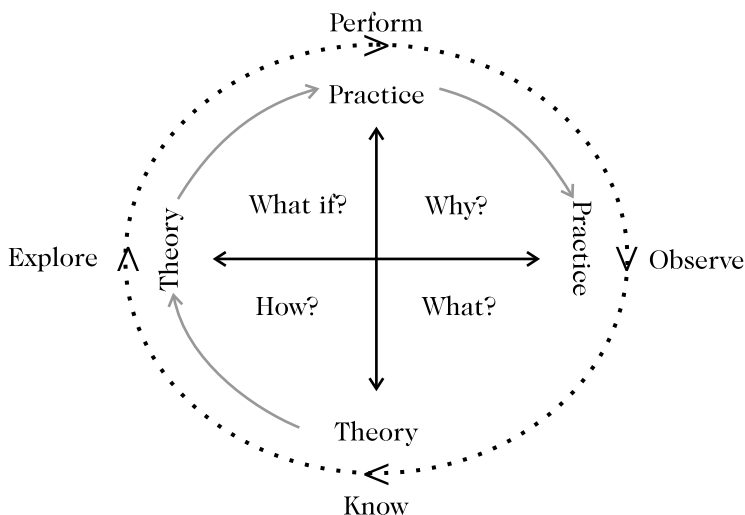 Perform
Practice
What if?
Why?
Theory
Practice
Explore
Observe
How?
What?
Theory
Know